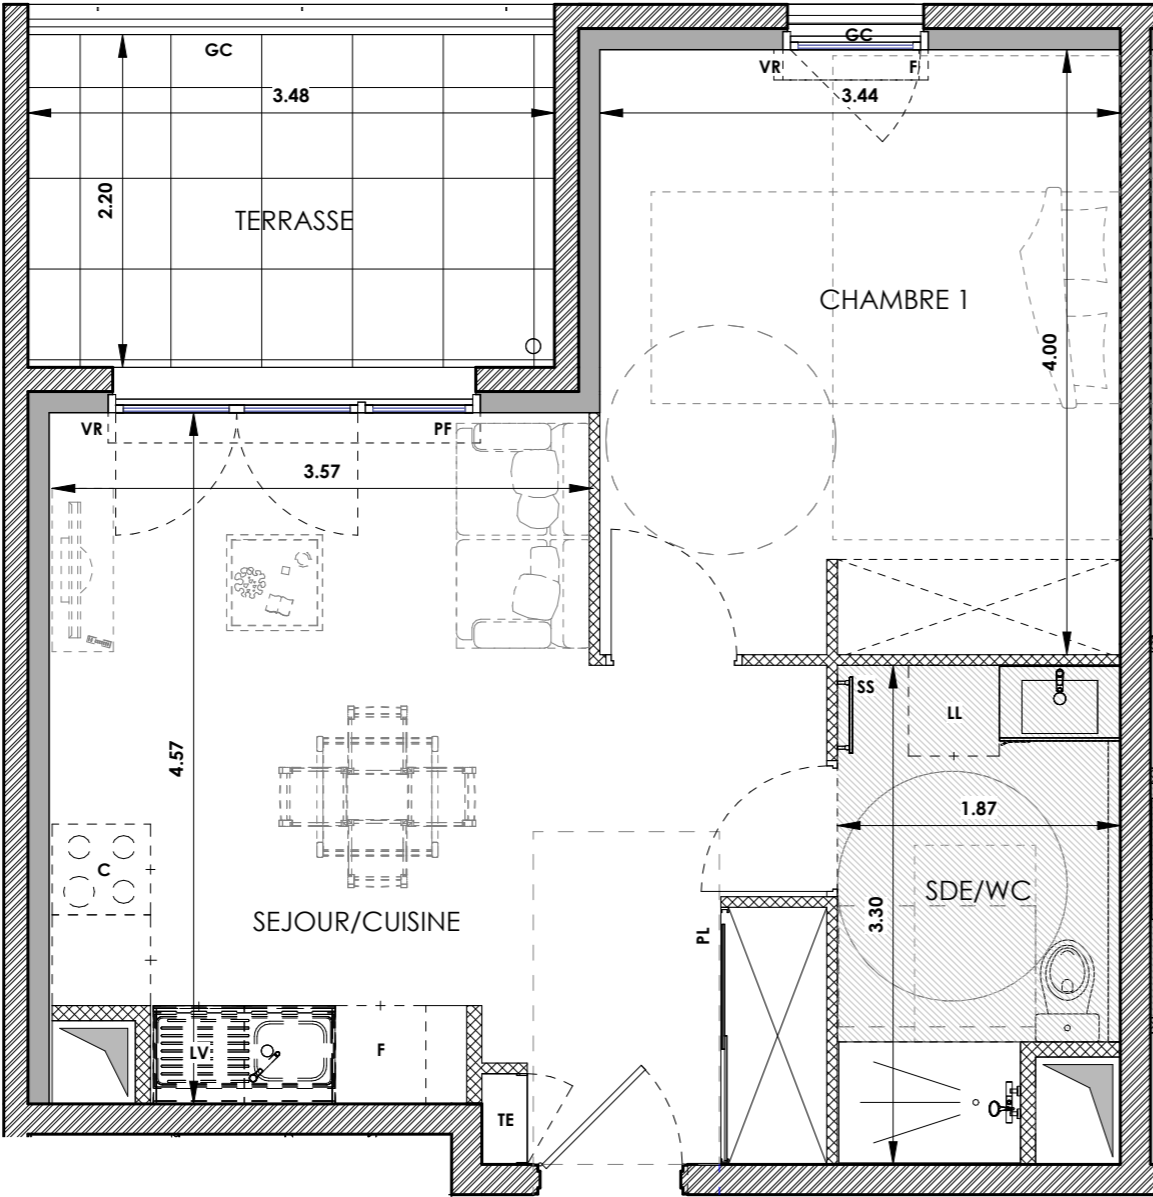 GC
GC
VR
F
3.48
3.44
2.20
TERRASSE
CHAMBRE 1
4.00
VR
PF
3.57
SS
LL
4.57
1.87
C
SDE/WC
3.30
SEJOUR/CUISINE
PL
LV
F
TE